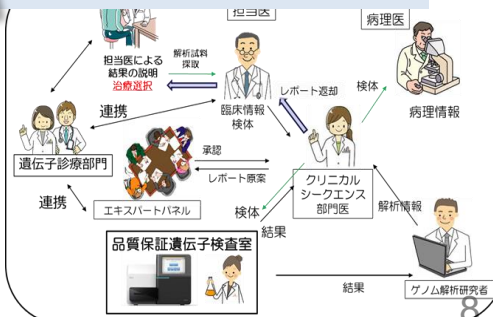 担当医
病理医
担当医による
結果の説明
治療選択
解析試料
採取
レポート返却
検体
連携
臨床情報
検体
病理情報
遺伝子診療部門
承認
レポート原案
クリニカル
シークエンス
部門医
連携
エキスパートパネル
検体
解析情報
結果
品質保証遺伝子検査室
結果
ゲノム解析研究者
8